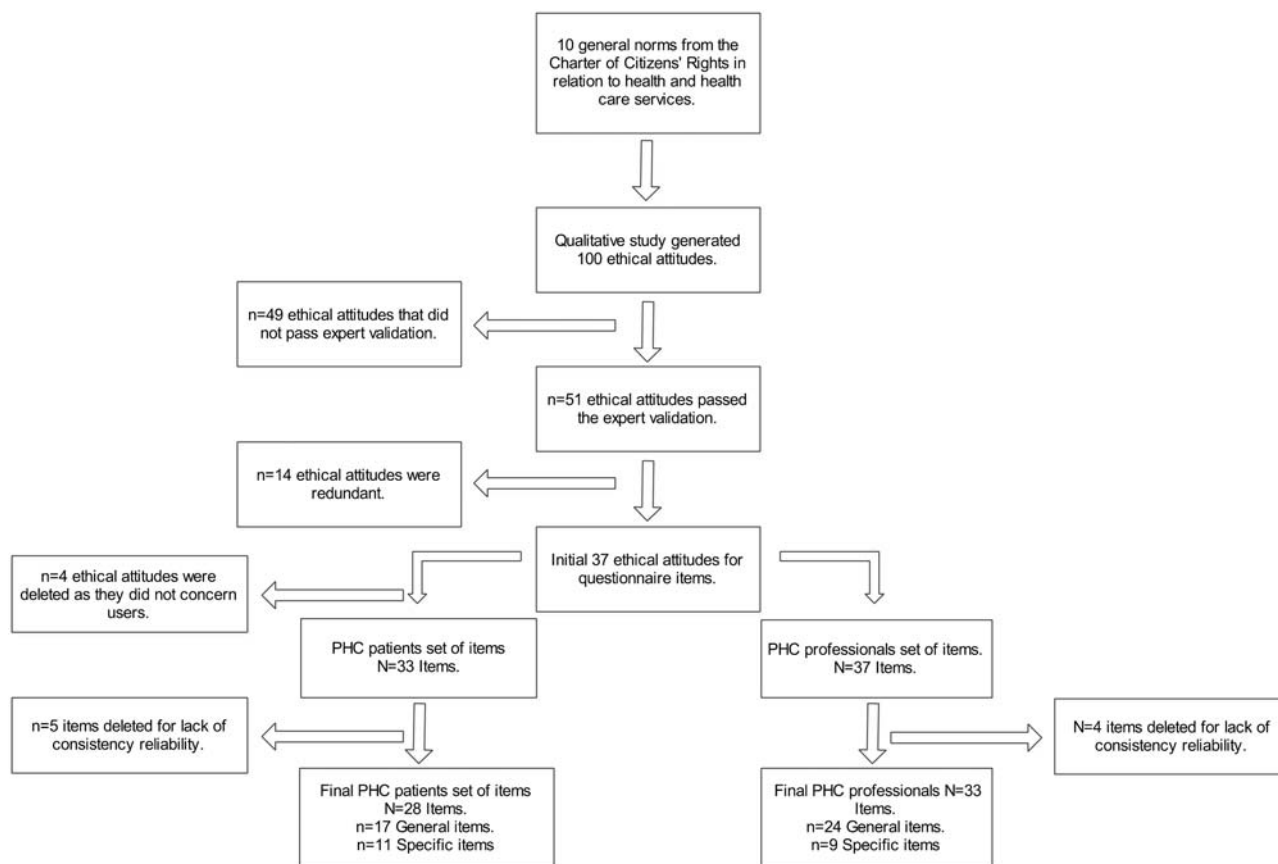 10 general norms from the
Charter of Citizens' Rights in
relation to health and health
care services.
Qualitative study generated
100 ethical attitudes.
n=49 ethical attitudes that did
not pass expert validation.
n=51 ethical attitudes passed
the expert validation.
n=14 ethical attitudes were
redundant.
Initial 37 ethical attitudes for
questionnaire items.
n=4 ethical attitudes were
deleted as they did not concern
users.
PHC patients set of items
N=33 Items.
PHC professionals set of items.
N=37 Items.
n=5 items deleted for lack of
consistency reliability.
N=4 items deleted for lack of
consistency reliability.
Final PHC patients set of items
N=28 Items.
n=17 General items.
n=11 Specific items
Final PHC professionals N=33
Items.
n=24 General items.
n=9 Specific items